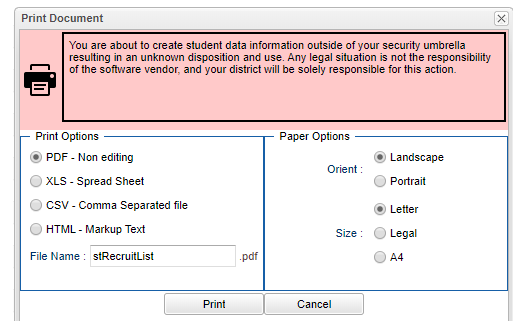 Print Document
You are about to create student data information outside of your security umbrella
resulting in an unknown disposition and use. Any legal situation is not the responsibility
of the software vendor, and your district will be solely responsible for this action.
Print Options
PDF - Non editing
XLS - Spread Sheet
CSV - Comma Separated file
HTML - Markup Text
File Name : stRecruitList .pdf
Paper Options
Orient :
Landscape
Portrait
Size :
Letter
Legal
A4
Print
Cancel